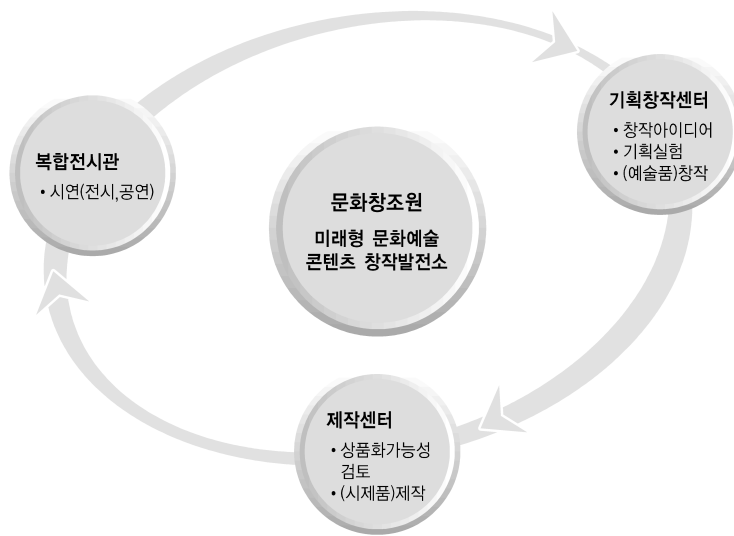 기획창작센터
• 창작아이디어
• 기획실험
• (예술품)창작
복합전시관
• 시연(전시,공연)
문화창조원
미래형 문화예술
콘텐츠 창작발전소
제작센터
• 상품화가능성
검토
• (시제품)제작